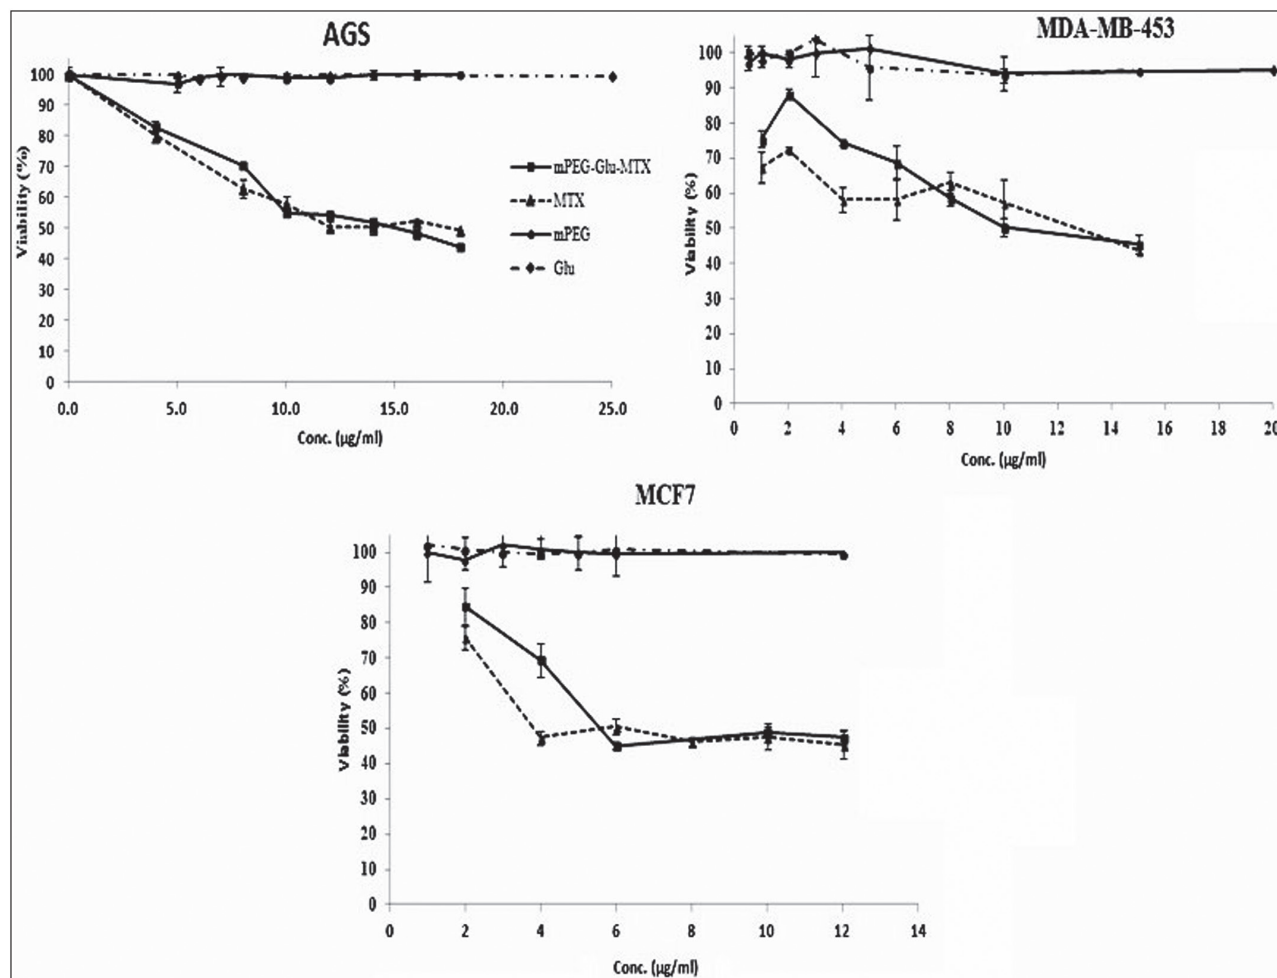 AGS
Viability (%)
100
90
80
70
60
50
40
30
20
10
0
0.0 5.0 10.0 15.0 20.0 25.0
Conc. (µg/ml)
mPEG-Glu-MTX
MTX
mPEG
Glu
MDA-MB-453
Viability (%)
100
90
80
70
60
50
40
30
20
10
0
0 2 4 6 8 10 12 14 16 18 20
Conc. (µg/ml)
MCF7
Viability (%)
100
90
80
70
60
50
40
30
20
10
0
0 2 4 6 8 10 12 14
Conc. (µg/ml)